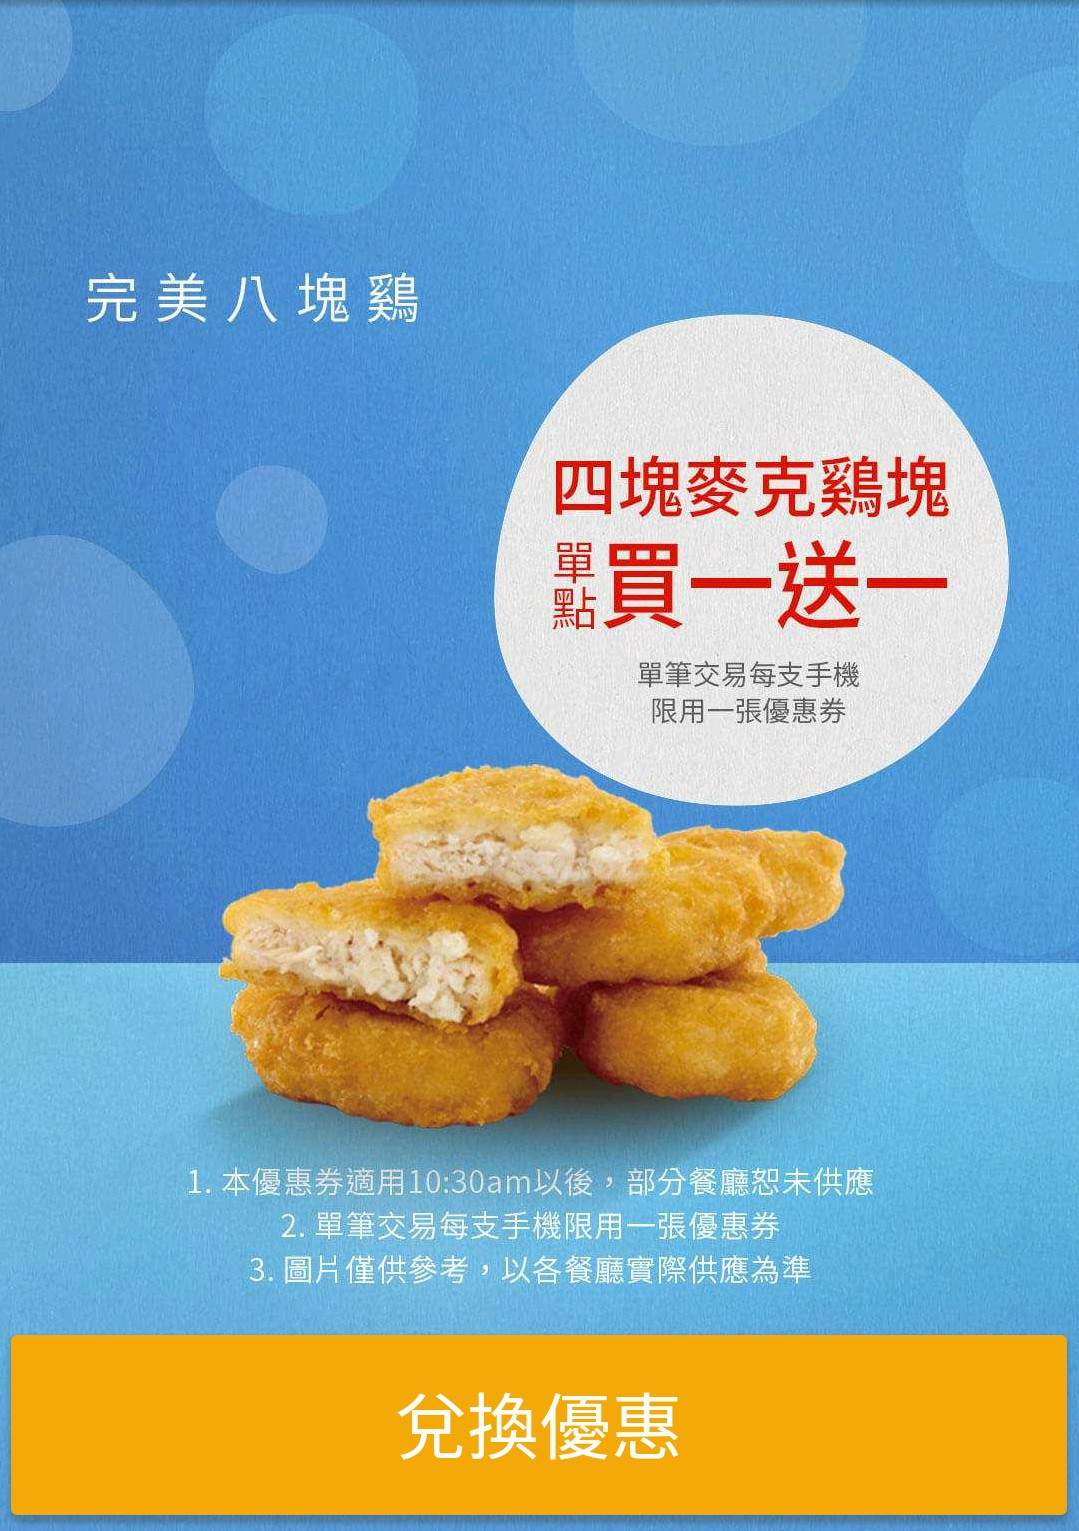 完美八塊鷄
四塊麥克鷄塊
單點買一送一
單筆交易每支手機
限用一張優惠券
1. 本優惠券適用10:30am以後，部分餐廳恕未供應
2. 單筆交易每支手機限用一張優惠券
3. 圖片僅供參考，以各餐廳實際供應為準
兌換優惠